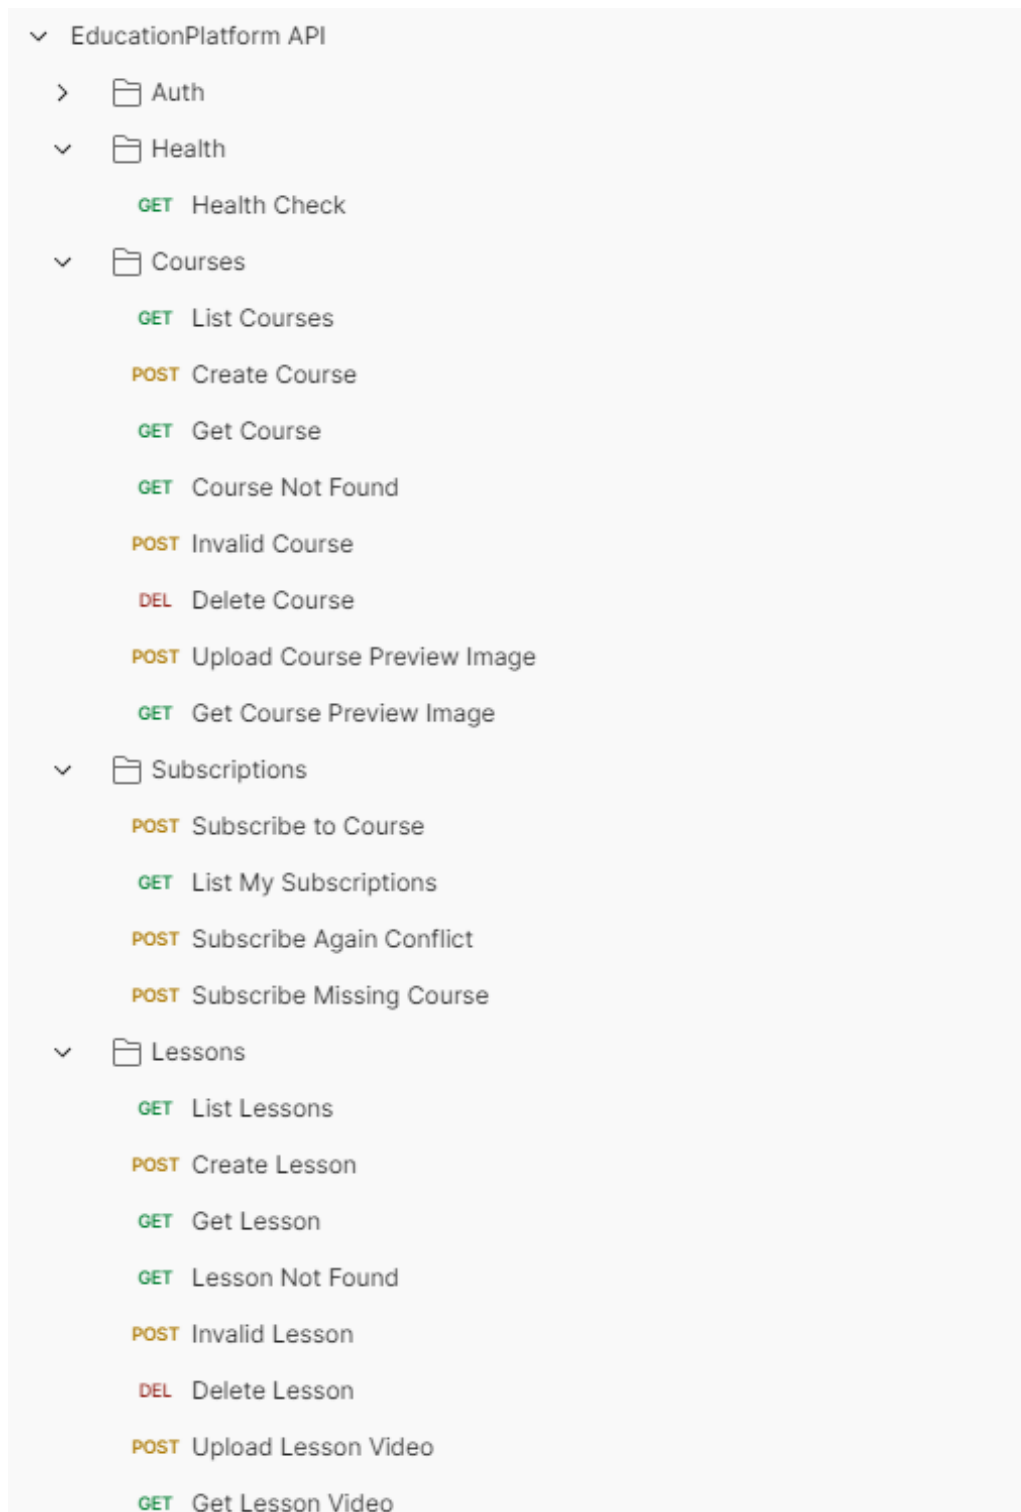 EducationPlatform API
Auth
Health
GET Health Check
Courses
GET List Courses
POST Create Course
GET Get Course
GET Course Not Found
POST Invalid Course
DEL Delete Course
POST Upload Course Preview Image
GET Get Course Preview Image
Subscriptions
POST Subscribe to Course
GET List My Subscriptions
POST Subscribe Again Conflict
POST Subscribe Missing Course
Lessons
GET List Lessons
POST Create Lesson
GET Get Lesson
GET Lesson Not Found
POST Invalid Lesson
DEL Delete Lesson
POST Upload Lesson Video
GET Get Lesson Video